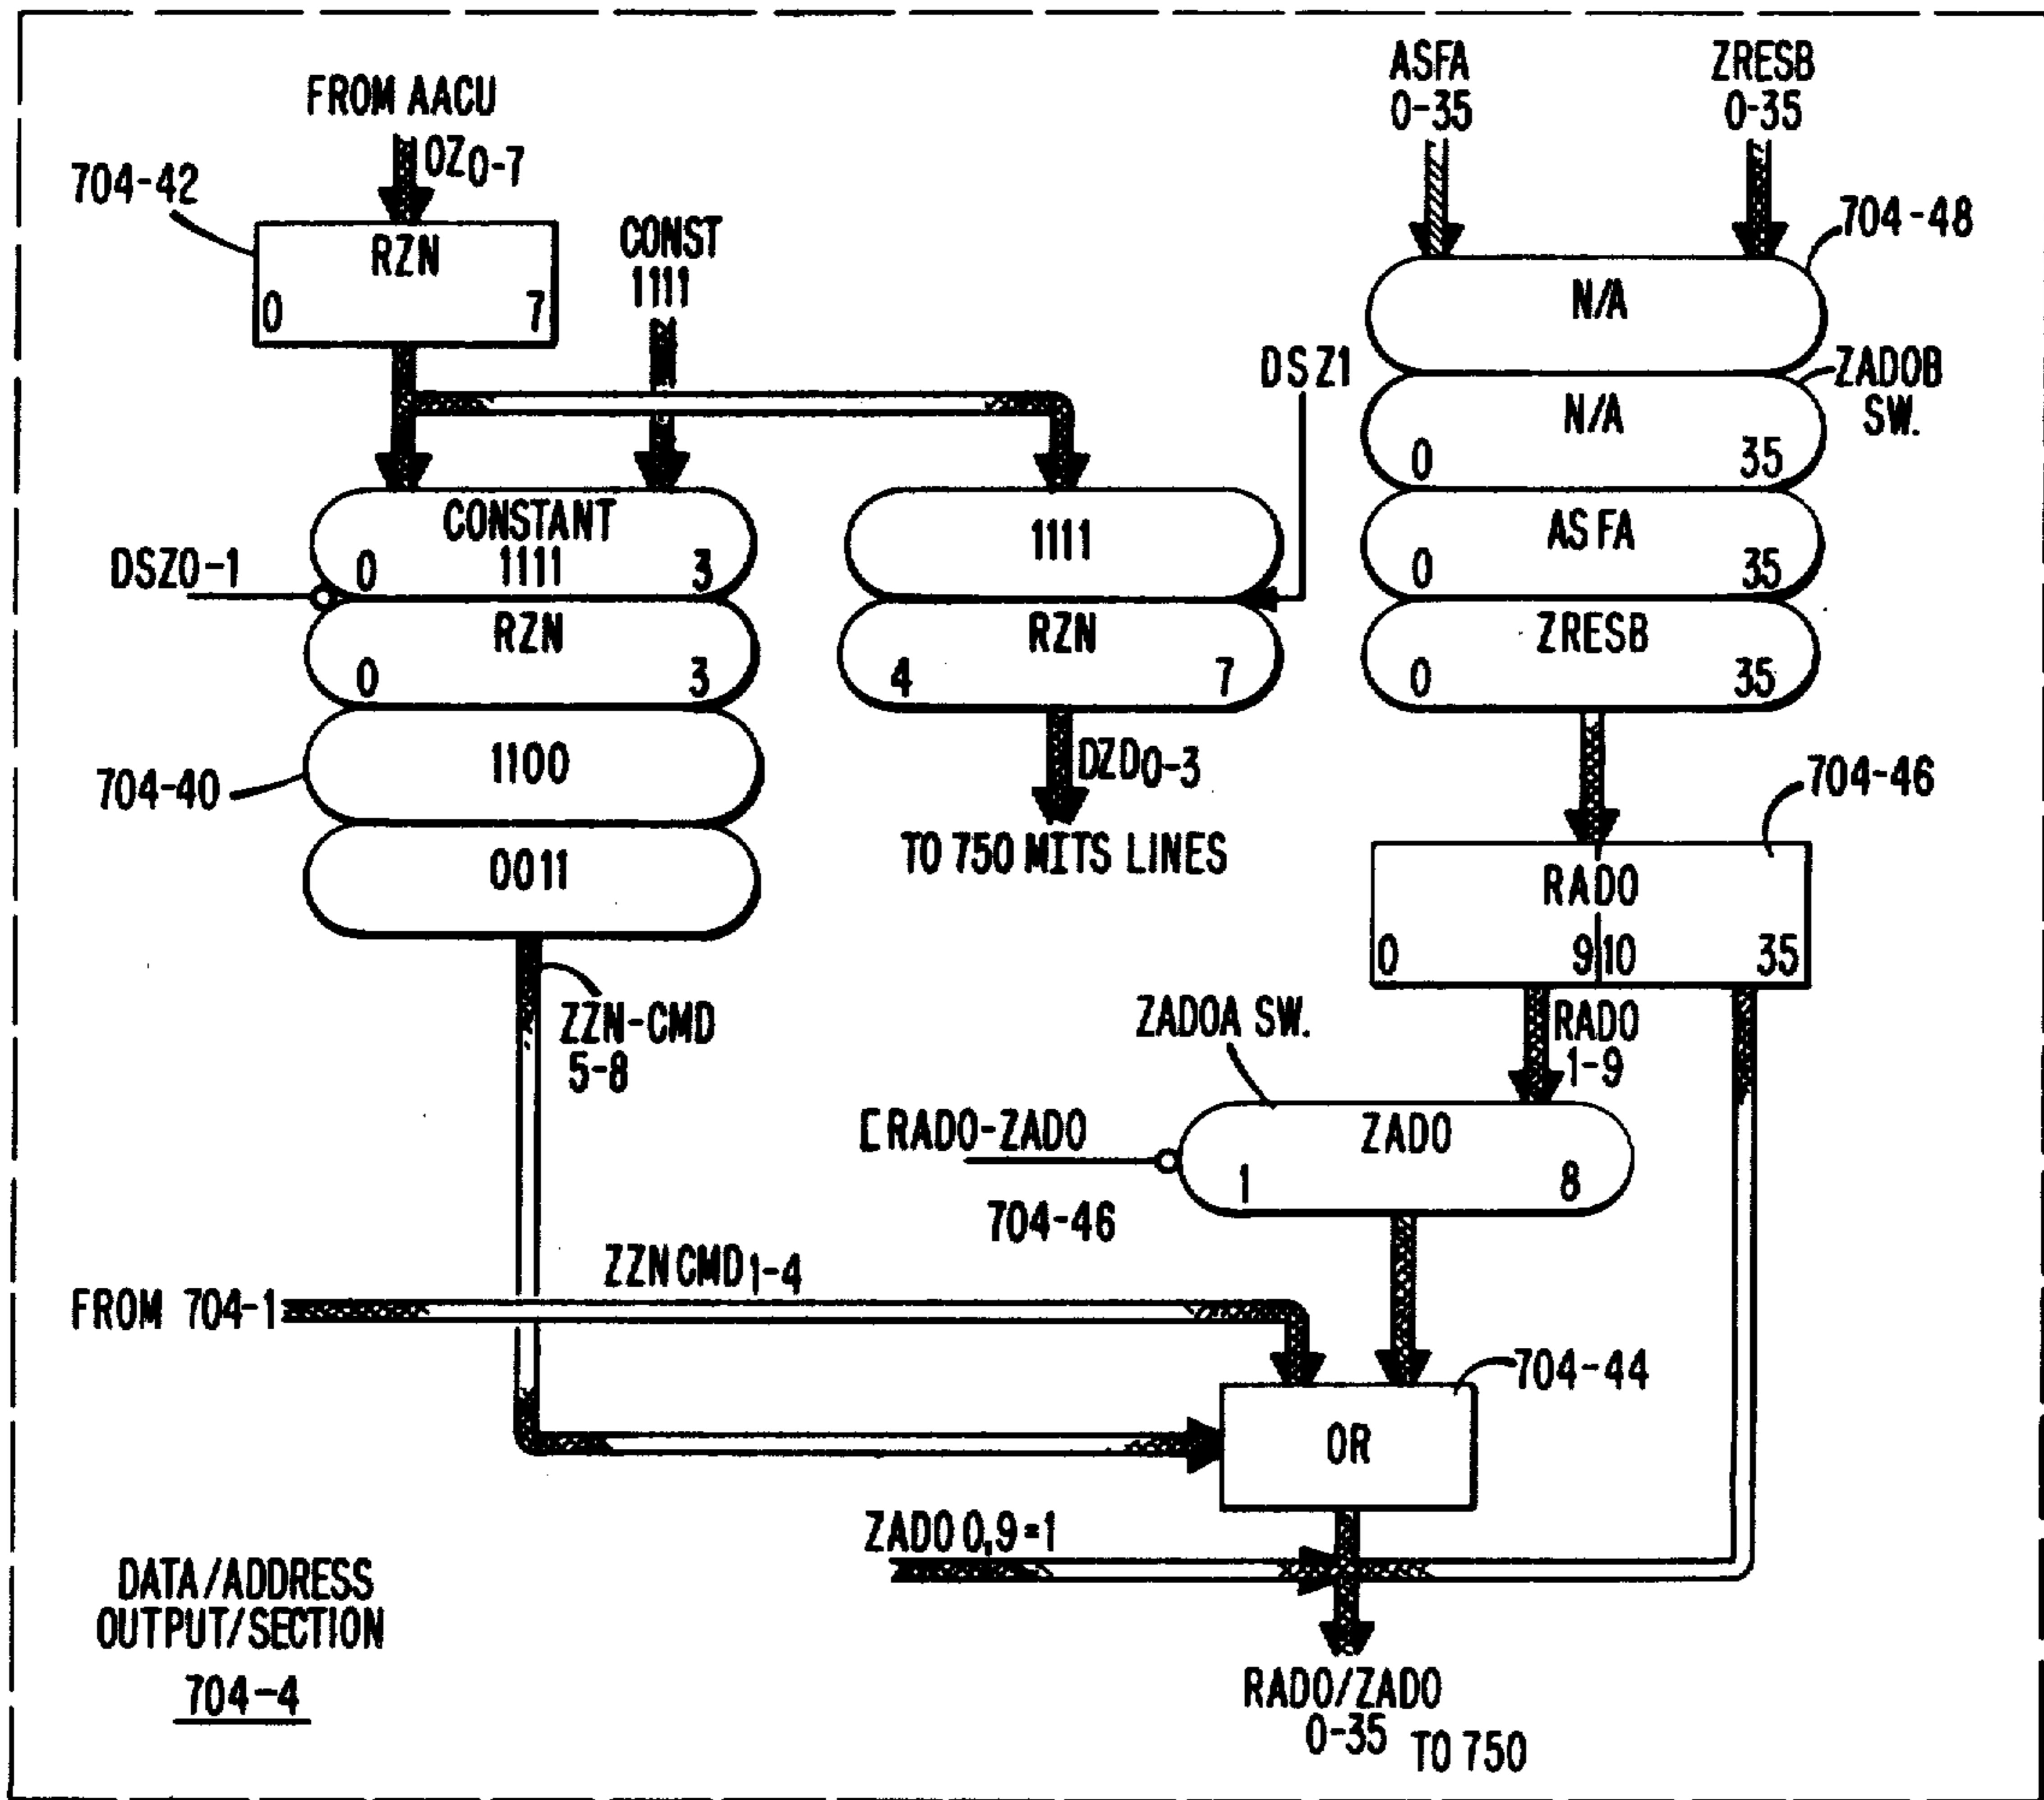 FROM AACU
OZ0-7
704-42
RZN
0 7
CONST
1111
ASFA
0-35
ZRESB
0-35
704-48
N/A
ZADOB
SW.
N/A
0 35
DSZ1
CONSTANT
1111
0 3
1111
ASFA
0 35
DSZ0-1
RZN
0 3
RZN
4 7
ZRESB
0 35
704-40
1100
0011
DZD0-3
TO 750 MITS LINES
704-46
RADO
0 9 10 35
ZZN-CMD
5-8
ZADOA SW.
RADO
1-9
[RADO-ZADO
ZADO
1 8
704-46
ZZN CMD1-4
FROM 704-1
704-44
OR
ZADO 0,9=1
DATA/ADDRESS
OUTPUT/SECTION
704-4
RADO/ZADO
0-35 TO 750